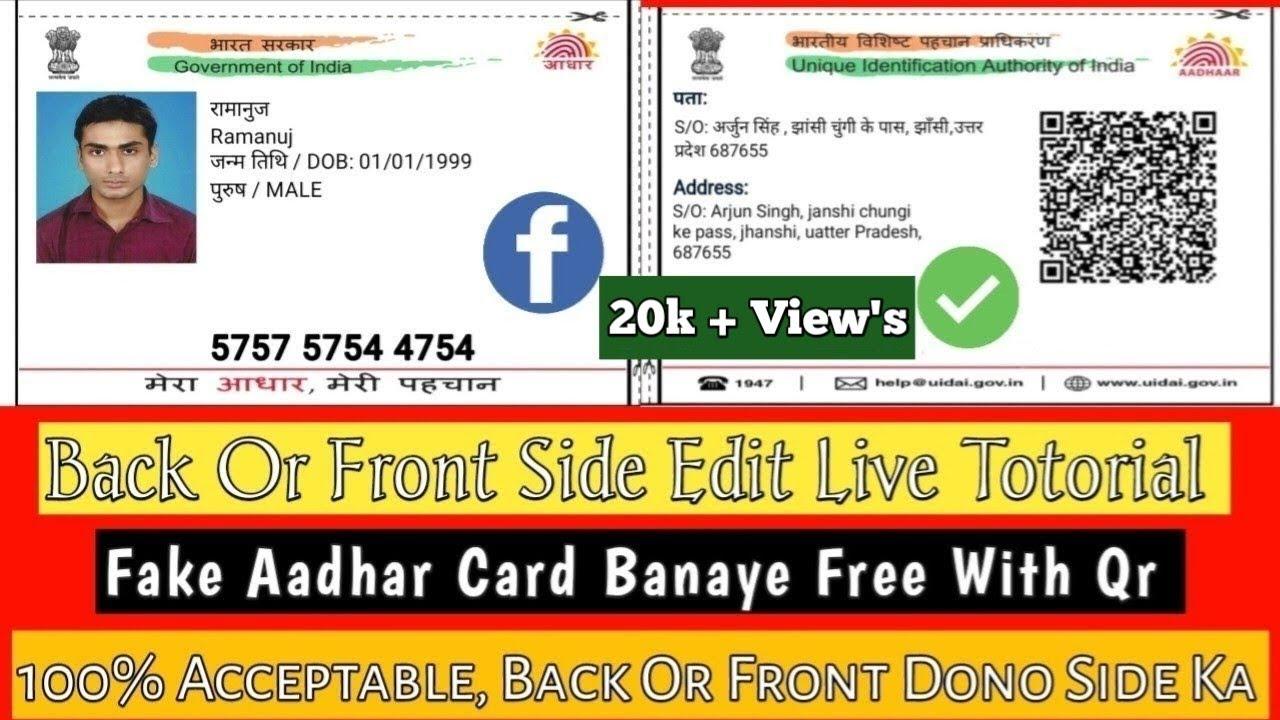 भारत सरकार
Government of India
आधार
रामानुज
Ramanuj
जन्म तिथि / DOB: 01/01/1999
पुरुष / MALE
f
5757 5754 4754
मेरा आधार, मेरी पहचान
भारतीय विशिष्ट पहचान प्राधिकरण
Unique Identification Authority of India
AADHAAR
पता:
S/O: अर्जुन सिंह , झांसी चुंगी के पास, झाँसी,उत्तर
प्रदेश 687655
Address:
S/O: Arjun Singh, janshi chungi
ke pass, jhanshi, uatter Pradesh,
687655
20k + View's
1947 | help@uidai.gov.in | www.uidai.gov.in
Back Or Front Side Edit Live Totorial
Fake Aadhar Card Banaye Free With Qr
100% Acceptable, Back Or Front Dono Side Ka